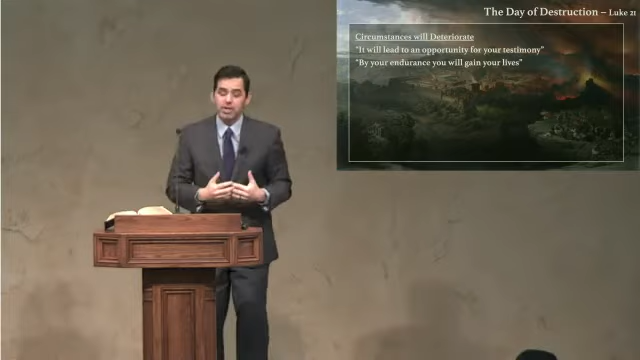 The Day of Destruction – Luke 21
Circumstances will Deteriorate
“It will lead to an opportunity for your testimony”
“By your endurance you will gain your lives”